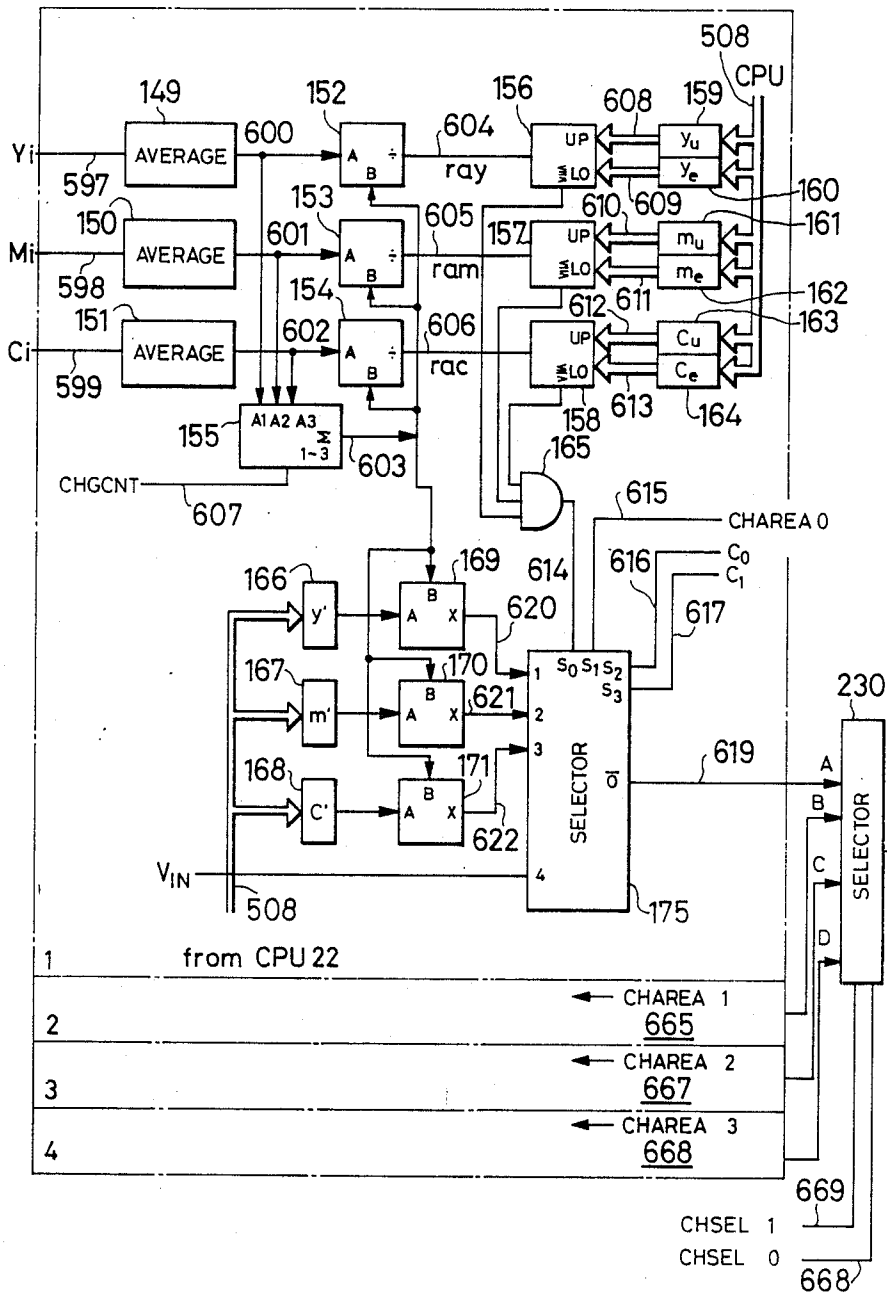 508
CPU
149
152
156
608
159
600
604
Yi
AVERAGE
A
B
÷
ray
UP
LO
yu
ye
597
150
153
609
160
605
157
610
161
Mi
AVERAGE
601
A
B
÷
ram
UP
LO
mu
me
598
151
154
611
162
602
606
612
163
Ci
AVERAGE
A
B
÷
rac
UP
LO
Cu
Ce
599
158
613
164
155
A1 A2 A3
M
1~3
603
165
CHGCNT
607
615
CHAREA 0
614
616
C0
C1
617
166
169
y'
A
B
X
620
S0 S1 S2
S3
1
167
170
m'
A
B
X
621
2
230
3
168
171
C'
A
B
X
622
SELECTOR
O
619
A
B
C
D
SELECTOR
VIN
4
508
175
from CPU 22
1
2
← CHAREA 1
665
3
← CHAREA 2
667
4
← CHAREA 3
668
669
CHSEL 1
CHSEL 0
668